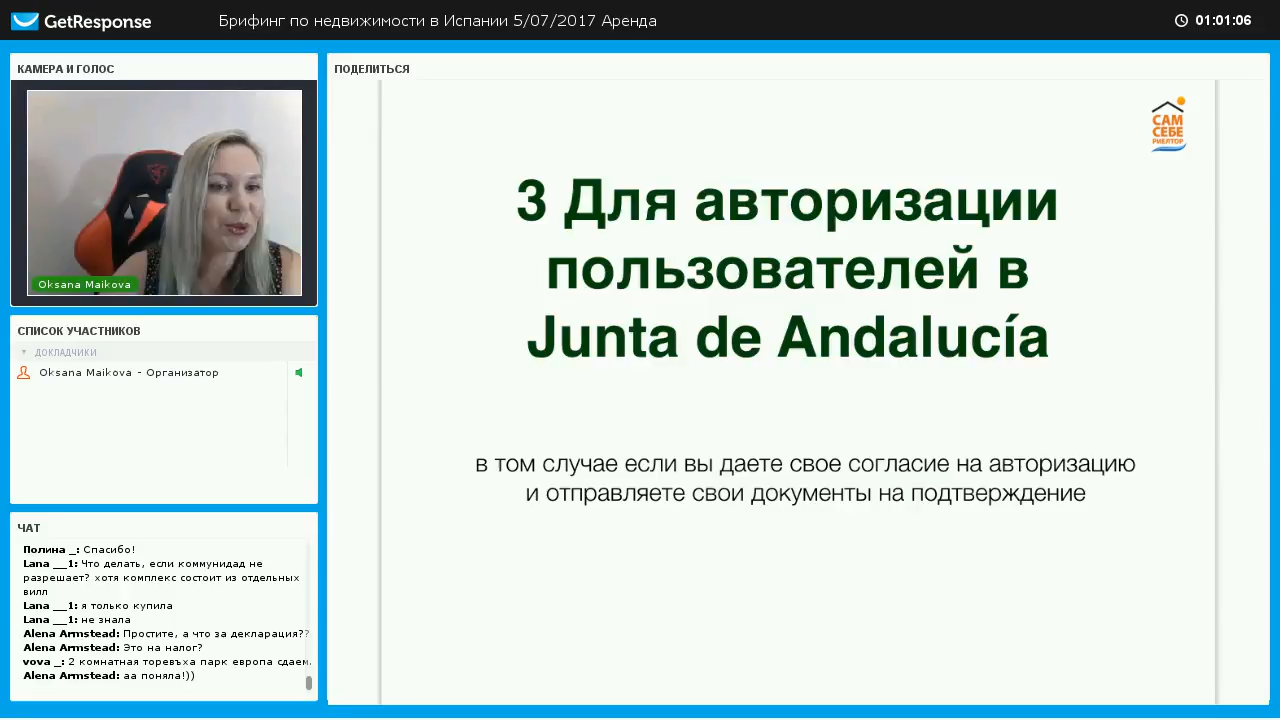 GetResponse
Брифинг по недвижимости в Испании 5/07/2017 Аренда
01:01:06
КАМЕРА И ГОЛОС
Oksana Maikova
СПИСОК УЧАСТНИКОВ
ДОКЛАДЧИКИ
Oksana Maikova - Организатор
ЧАТ
Полина _: Спасибо!
Lana __1: Что делать, если коммунидад не
разрешает? хотя комплекс состоит из отдельных
вилл
Lana __1: я только купила
Lana __1: не знала
Alena Armstead: Простите, а что за декларация??
Alena Armstead: Это на налог?
vova _: 2 комнатная торевъха парк европа сдаем
Alena Armstead: аа поняла!))
ПОДЕЛИТЬСЯ
САМ
СЕБЕ
РИЕЛТОР
3 Для авторизации
пользователей в
Junta de Andalucía
в том случае если вы даете свое согласие на авторизацию
и отправляете свои документы на подтверждение